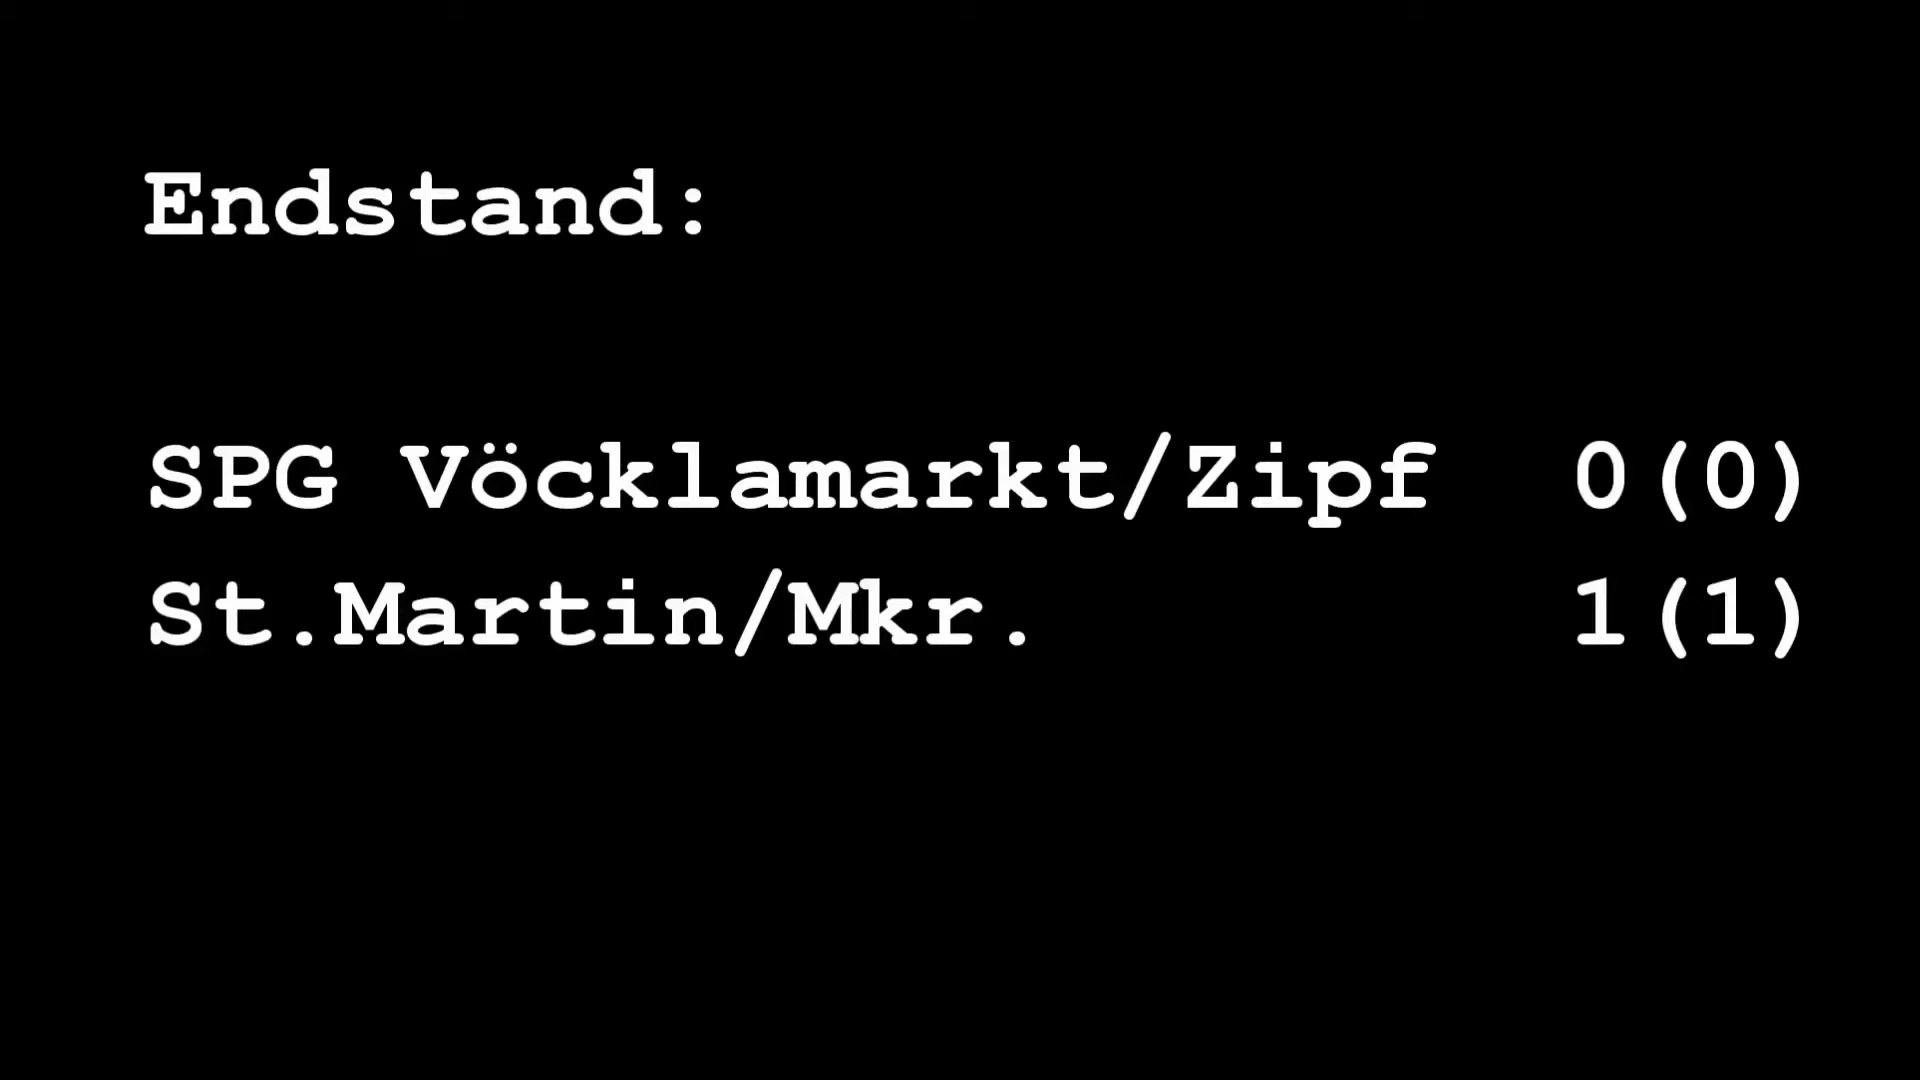 Endstand:
SPG Vöcklamarkt/Zipf 0(0)
St.Martin/Mkr. 1(1)